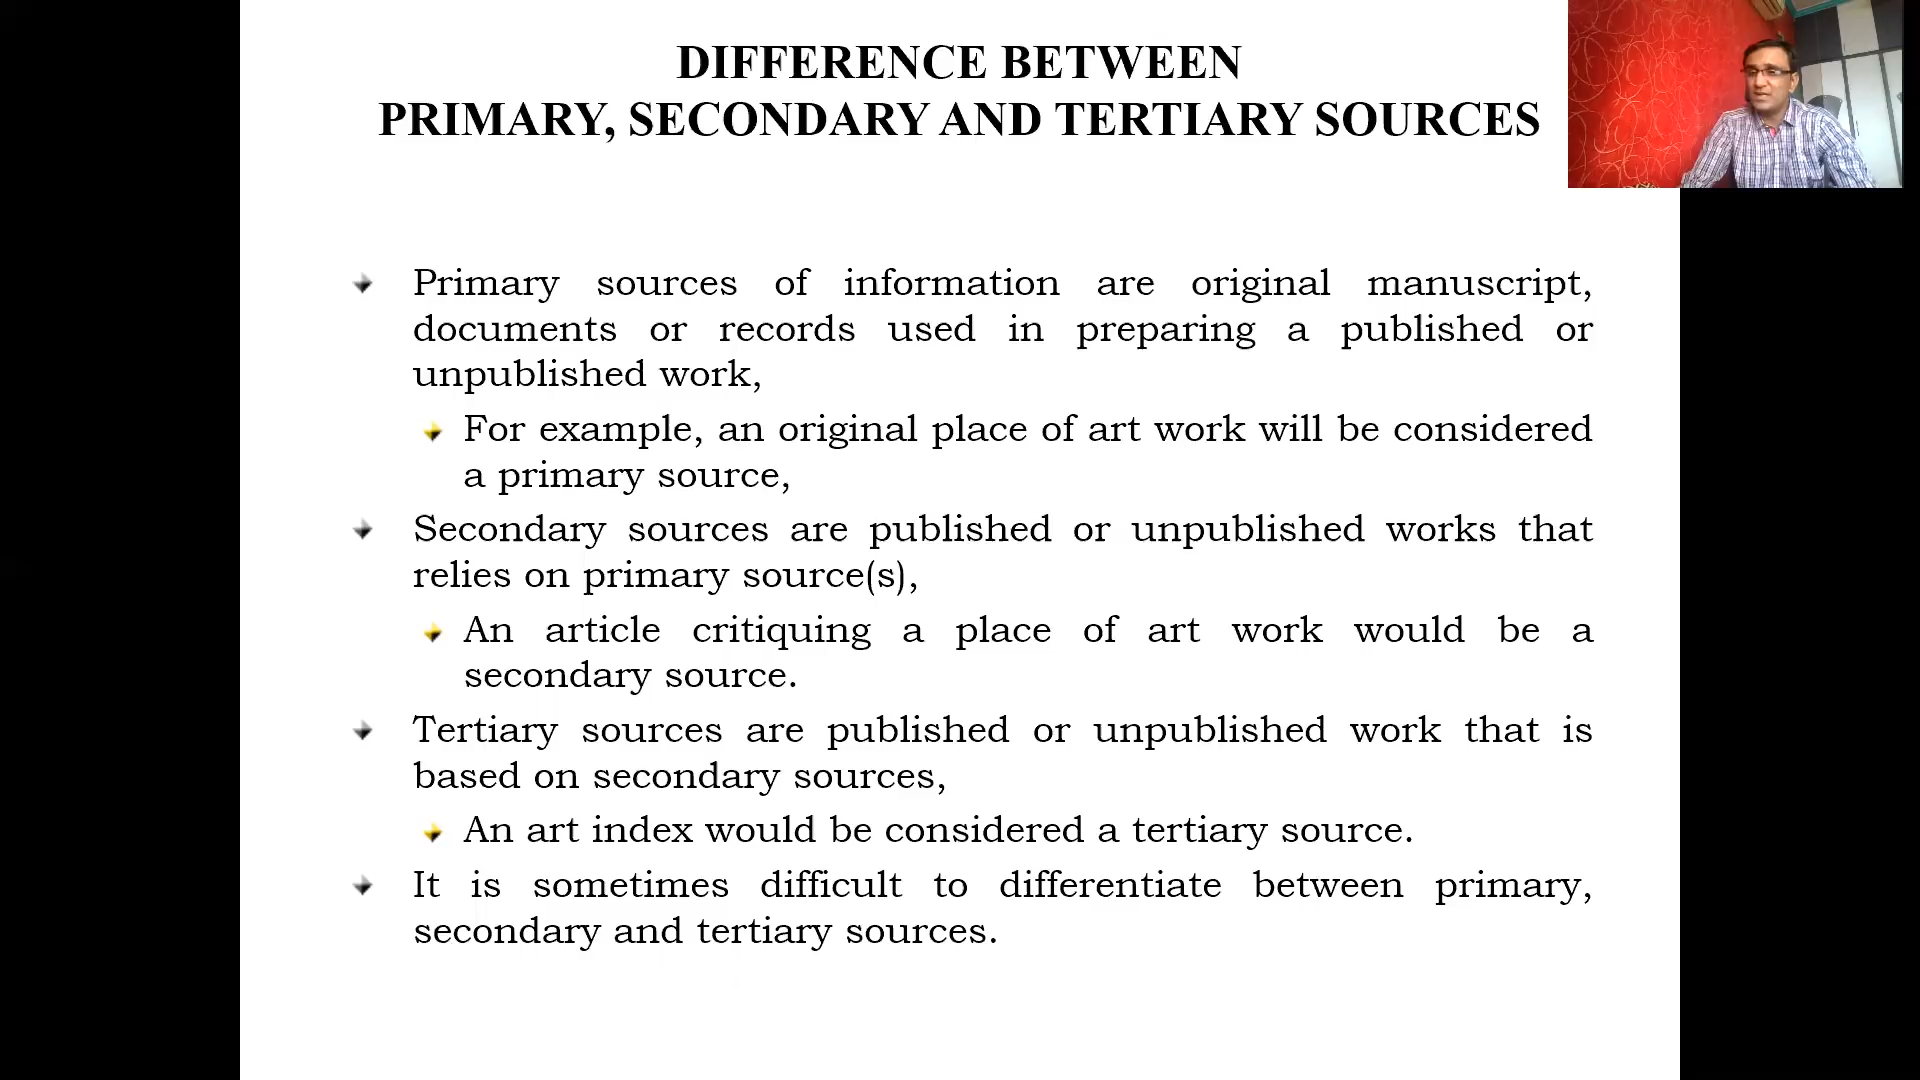 DIFFERENCE BETWEEN
PRIMARY, SECONDARY AND TERTIARY SOURCES
Primary sources of information are original manuscript,
documents or records used in preparing a published or
unpublished work,
For example, an original place of art work will be considered
a primary source,
Secondary sources are published or unpublished works that
relies on primary source(s),
An article critiquing a place of art work would be a
secondary source.
Tertiary sources are published or unpublished work that is
based on secondary sources,
An art index would be considered a tertiary source.
It is sometimes difficult to differentiate between primary,
secondary and tertiary sources.